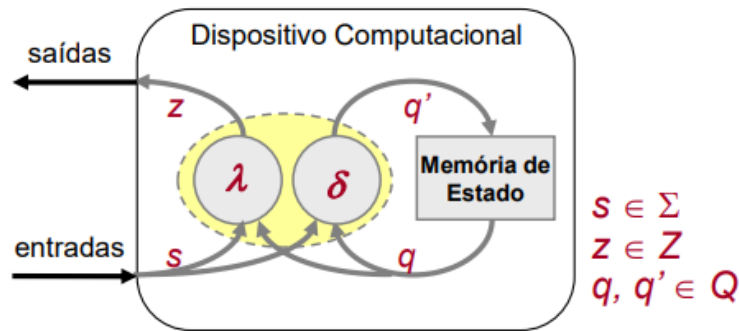 Dispositivo Computacional
saídas
z
q’
λ
δ
Memória de
Estado
entradas
s
q
s ∈ Σ
z ∈ Z
q, q’ ∈ Q